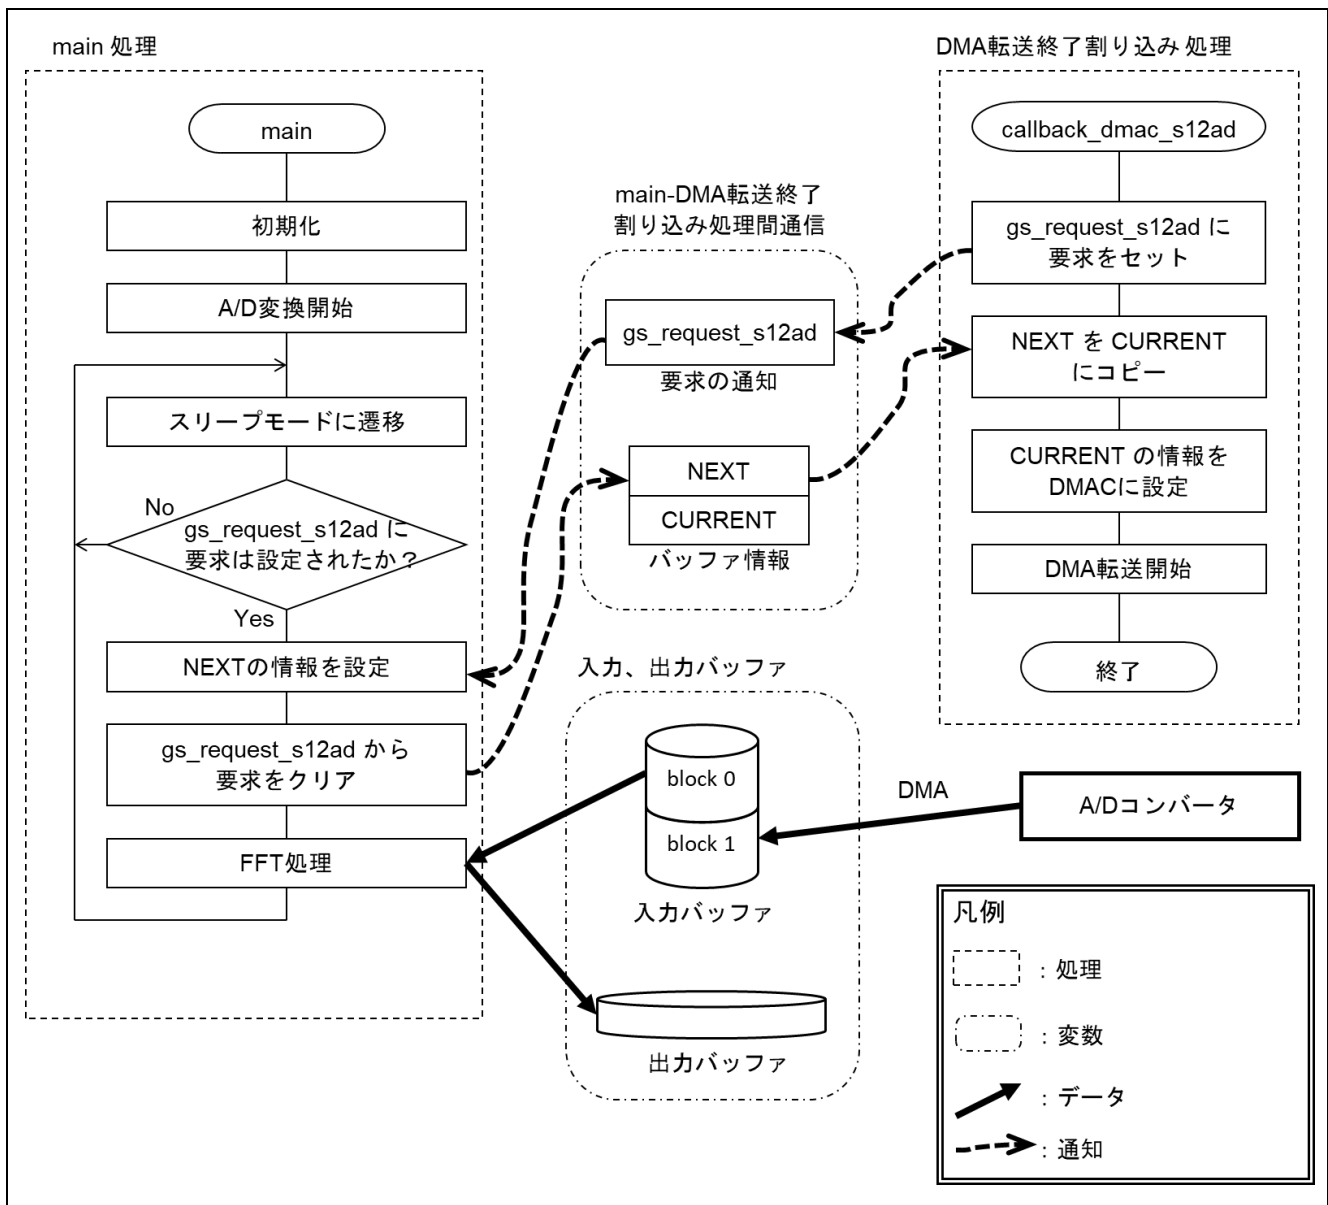 main 処理
main
初期化
A/D変換開始
スリープモードに遷移
No
gs_request_s12ad に
要求は設定されたか？
Yes
NEXTの情報を設定
gs_request_s12ad から
要求をクリア
FFT処理
main-DMA転送終了
割り込み処理間通信
gs_request_s12ad
要求の通知
NEXT
CURRENT
バッファ情報
入力、出力バッファ
block 0
block 1
入力バッファ
出力バッファ
DMA転送終了割り込み 処理
callback_dmac_s12ad
gs_request_s12ad に
要求をセット
NEXT を CURRENT
にコピー
CURRENT の情報を
DMACに設定
DMA転送開始
終了
DMA
A/Dコンバータ
凡例
：処理
：変数
：データ
：通知